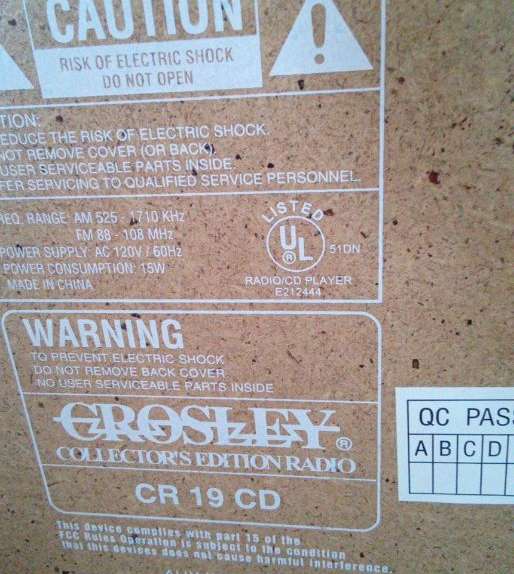 CAUTION
RISK OF ELECTRIC SHOCK
DO NOT OPEN
!
TION:
EDUCE THE RISK OF ELECTRIC SHOCK.
NOT REMOVE COVER (OR BACK)
USER SERVICEABLE PARTS INSIDE.
FER SERVICING TO QUALIFIED SERVICE PERSONNEL.
REQ. RANGE: AM 525 - 1710 KHz
FM 88 - 108 MHz
POWER SUPPLY: AC 120V / 60Hz
POWER CONSUMPTION: 15W
MADE IN CHINA
LISTED
UL ®
51DN
RADIO/CD PLAYER
E212444
WARNING
TO PREVENT ELECTRIC SHOCK
DO NOT REMOVE BACK COVER
NO USER SERVICEABLE PARTS INSIDE
CROSLEY®
COLLECTOR'S EDITION RADIO
CR 19 CD
QC PASS
A B C D
This device complies with part 15 of the
FCC Rules Operation is subject to the condition
that this devices does not cause harmful interference.